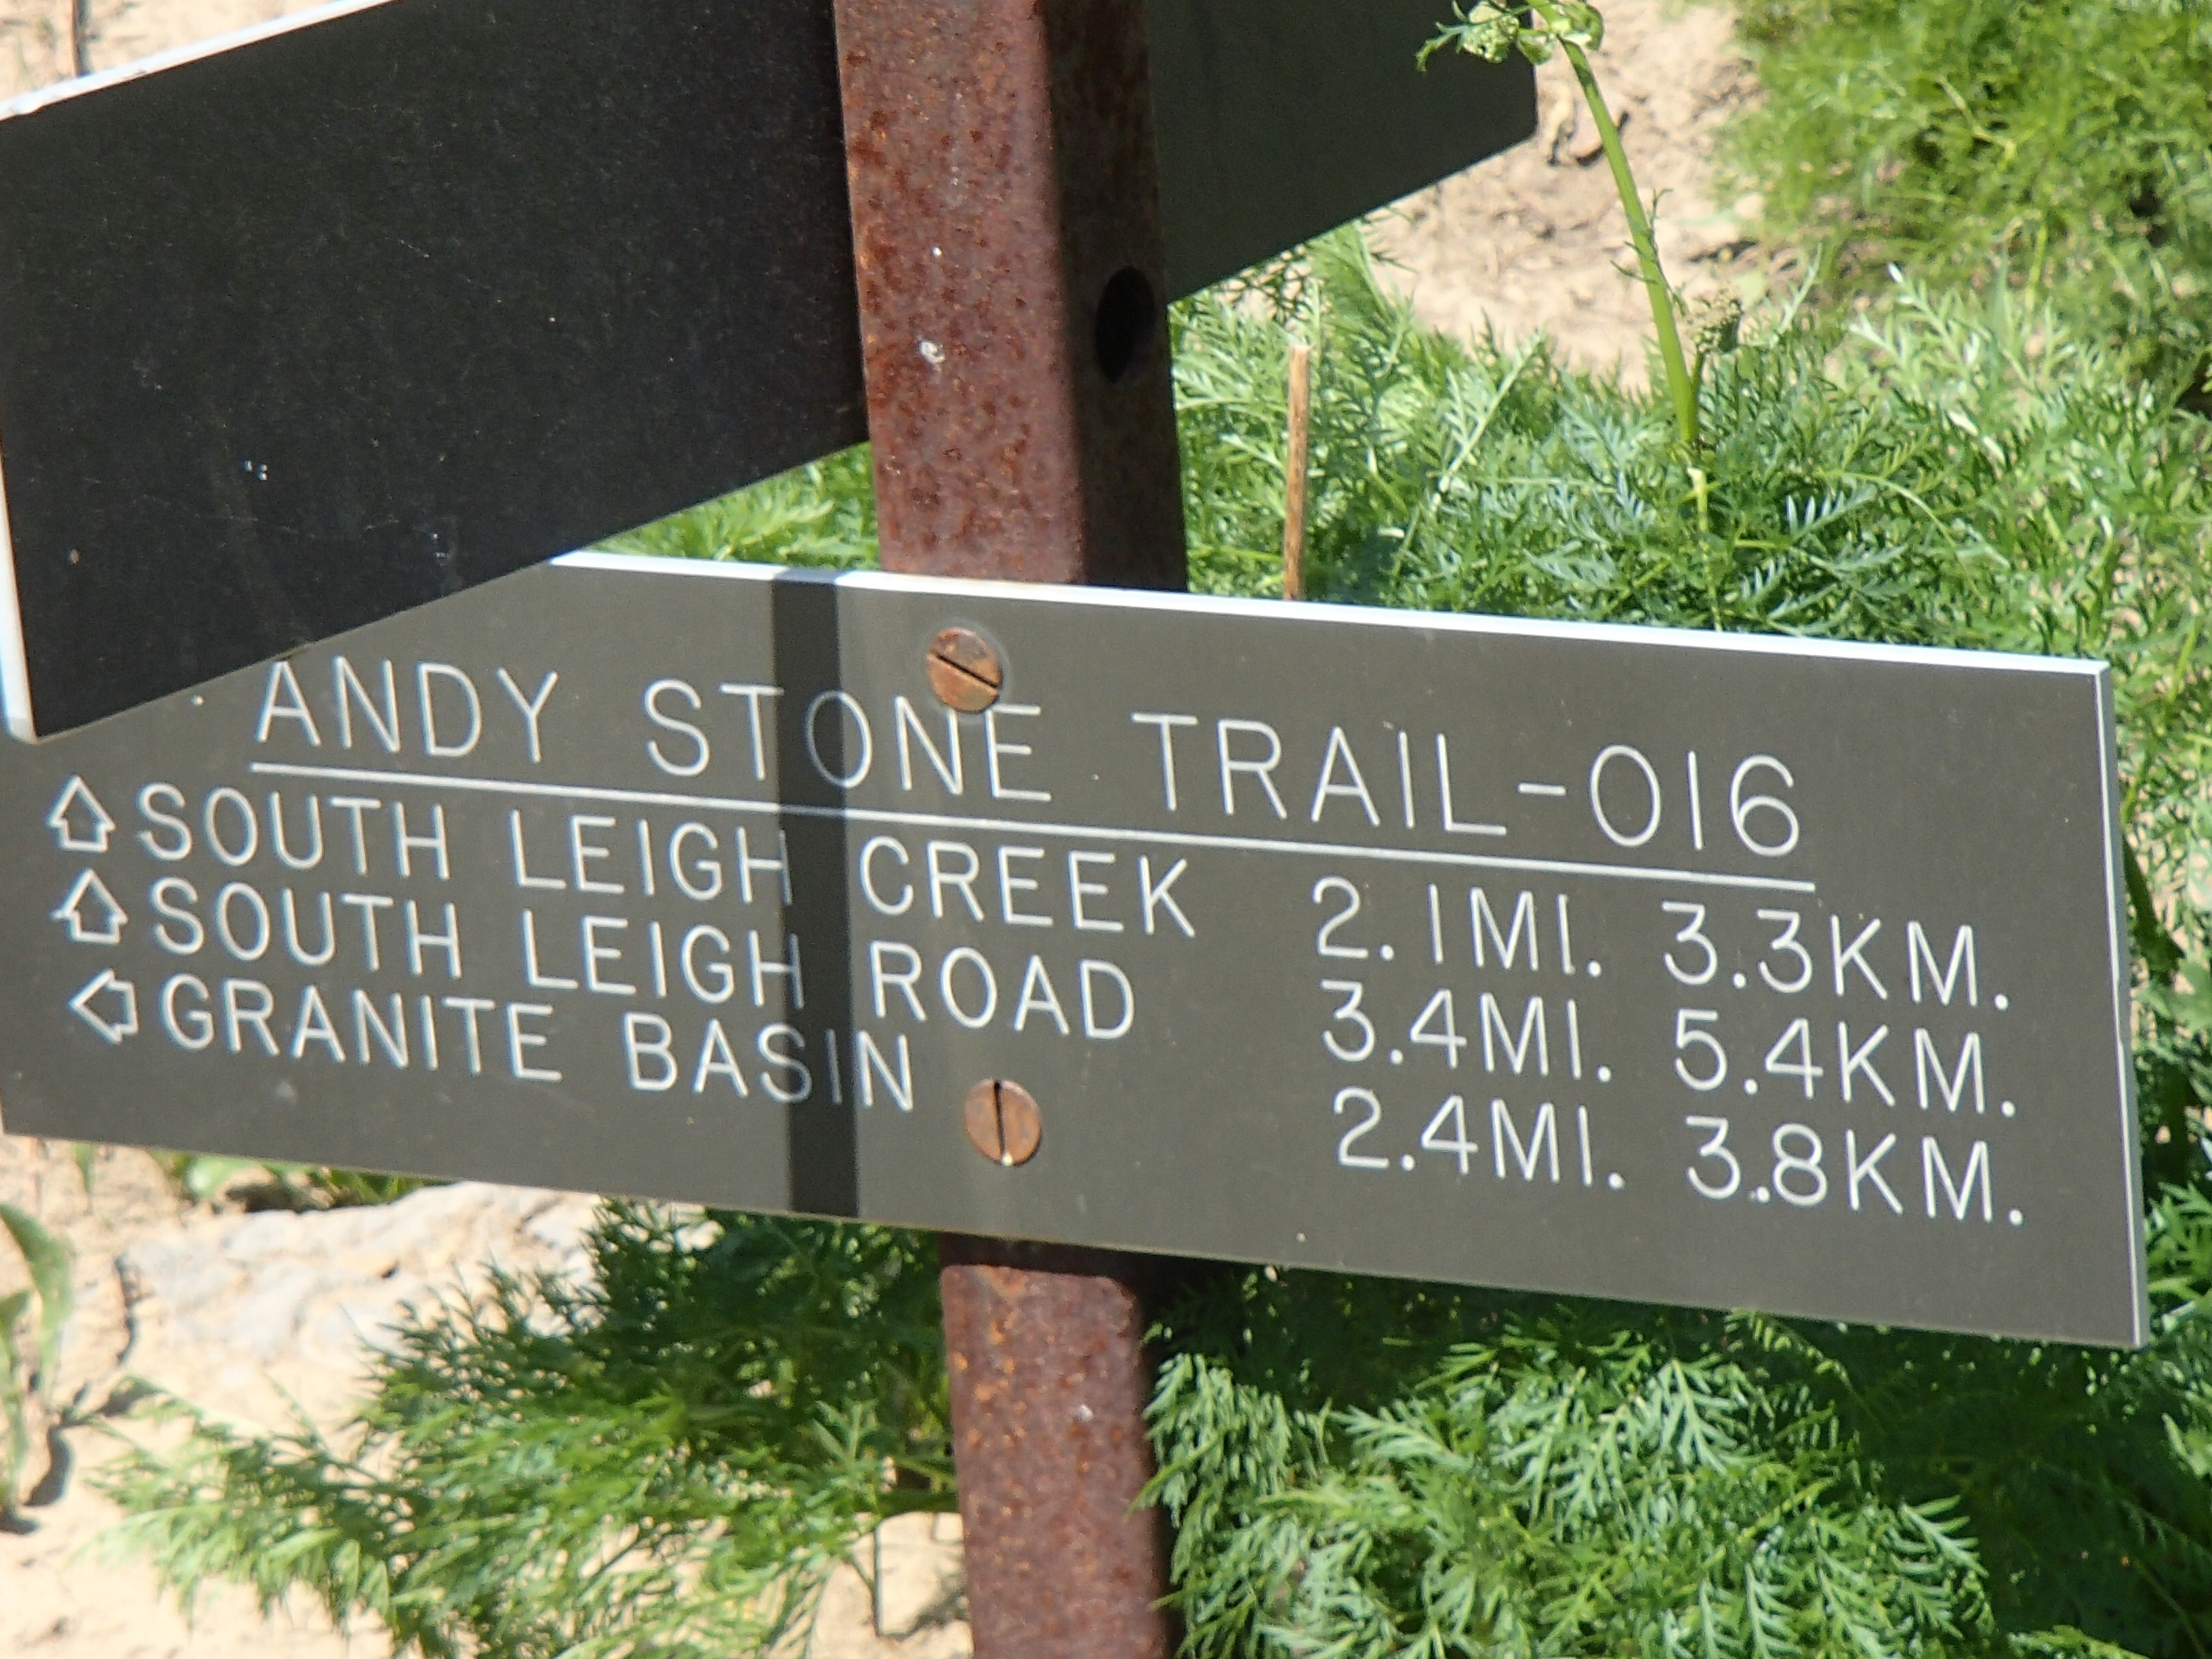 ANDY STONE TRAIL-016
SOUTH LEIGH CREEK 2.1MI. 3.3KM.
SOUTH LEIGH ROAD 3.4MI. 5.4KM.
GRANITE BASIN 2.4MI. 3.8KM.